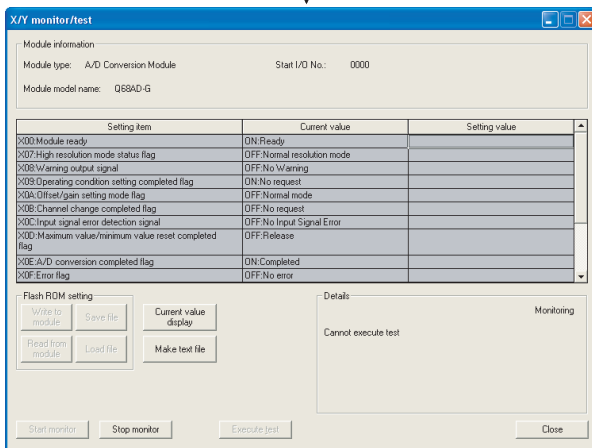 X/Y monitor/test
Module information
Module type: A/D Conversion Module Start I/O No.: 0000
Module model name: Q68AD-G
Setting item Current value Setting value
X00:Module ready ON:Ready
X07:High resolution mode status flag OFF:Normal resolution mode
X08:Warning output signal OFF:No Warning
X09:Operating condition setting completed flag ON:No request
X0A:Offset/gain setting mode flag OFF:Normal mode
X0B:Channel change completed flag OFF:No request
X0C:Input signal error detection signal OFF:No Input Signal Error
X0D:Maximum value/minimum value reset completed OFF:Release
flag
X0E:A/D conversion completed flag ON:Completed
X0F:Error flag OFF:No error
Flash ROM setting Details
Write to Save file Current value Monitoring
module display
Cannot execute test
Read from Load file Make text file
module
Start monitor Stop monitor Execute test Close